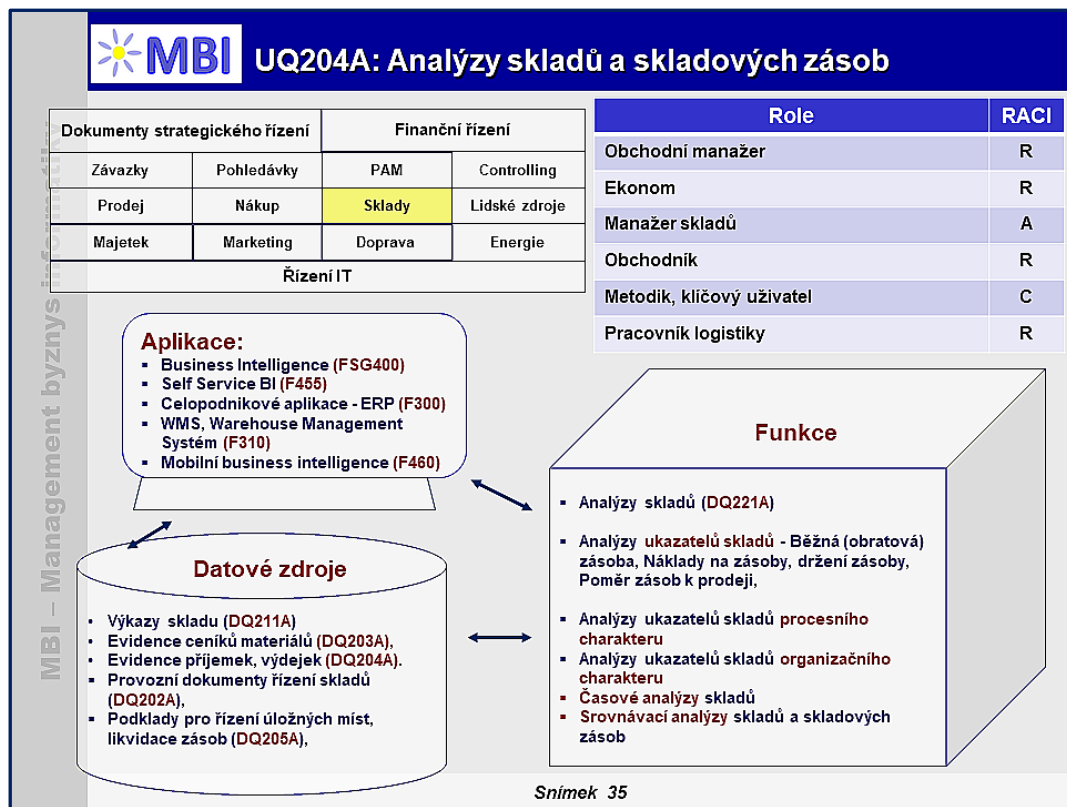 MBI
UQ204A: Analýzy skladů a skladových zásob
MBI – Management byznys informatiky
Dokumenty strategického řízení
Finanční řízení
Závazky
Pohledávky
PAM
Controlling
Prodej
Nákup
Sklady
Lidské zdroje
Majetek
Marketing
Doprava
Energie
Řízení IT
Role RACI
Obchodní manažer R
Ekonom R
Manažer skladů A
Obchodník R
Metodik, klíčový uživatel C
Pracovník logistiky R
Aplikace:
▪ Business Intelligence (FSG400)
▪ Self Service BI (F455)
▪ Celopodnikové aplikace - ERP (F300)
▪ WMS, Warehouse Management
Systém (F310)
▪ Mobilní business intelligence (F460)
Datové zdroje
• Výkazy skladu (DQ211A)
• Evidence ceníků materiálů (DQ203A),
• Evidence příjemek, výdejek (DQ204A).
▪ Provozní dokumenty řízení skladů
(DQ202A),
▪ Podklady pro řízení úložných míst,
likvidace zásob (DQ205A),
Funkce
▪ Analýzy skladů (DQ221A)
▪ Analýzy ukazatelů skladů - Běžná (obratová)
zásoba, Náklady na zásoby, držení zásoby,
Poměr zásob k prodeji,
▪ Analýzy ukazatelů skladů procesního
charakteru
▪ Analýzy ukazatelů skladů organizačního
charakteru
▪ Časové analýzy skladů
▪ Srovnávací analýzy skladů a skladových
zásob
Snímek 35